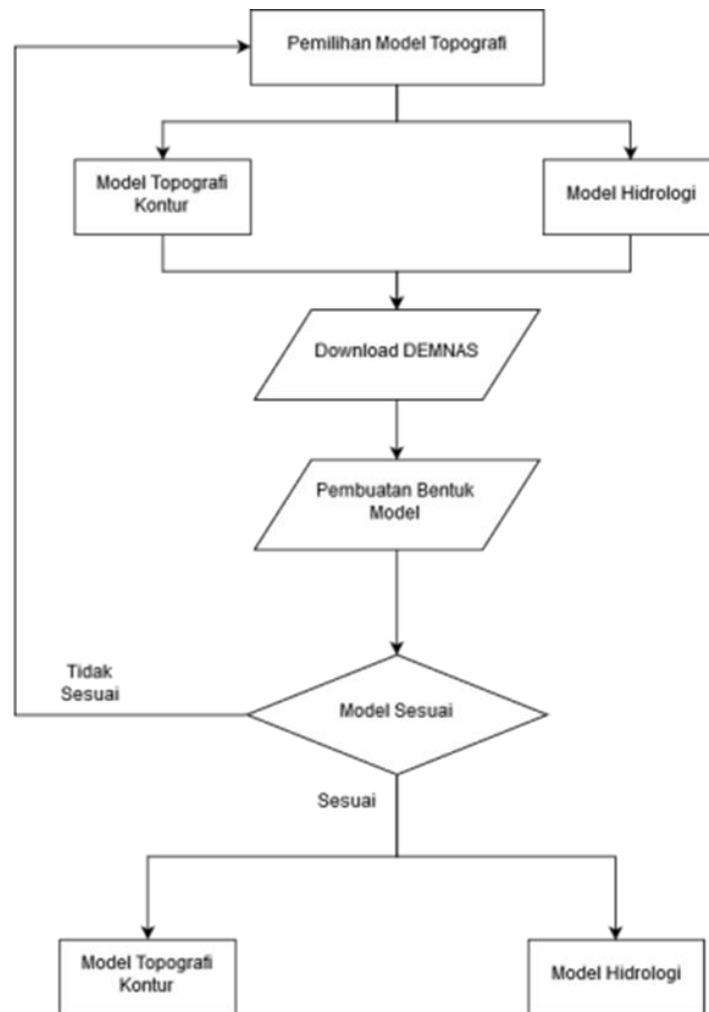 Pemilihan Model Topografi
Model Topografi
Kontur
Model Hidrologi
Download DEMNAS
Pembuatan Bentuk
Model
Tidak
Sesuai
Model Sesuai
Sesuai
Model Topografi
Kontur
Model Hidrologi